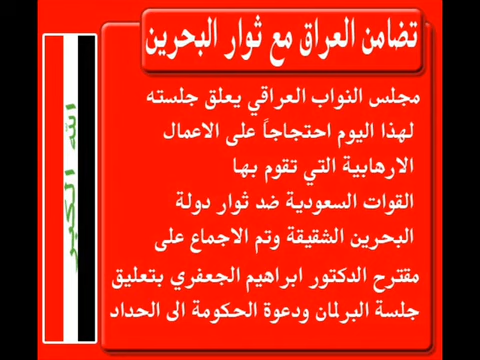 تضامن العراق مع ثوار البحرين
مجلس النواب العراقي يعلق جلسته
لهذا اليوم احتجاجاً على الاعمال
الارهابية التي تقوم بها
القوات السعودية ضد ثوار دولة
البحرين الشقيقة وتم الاجماع على
مقترح الدكتور ابراهيم الجعفري بتعليق
جلسة البرلمان ودعوة الحكومة الى الحداد
الله اكبر